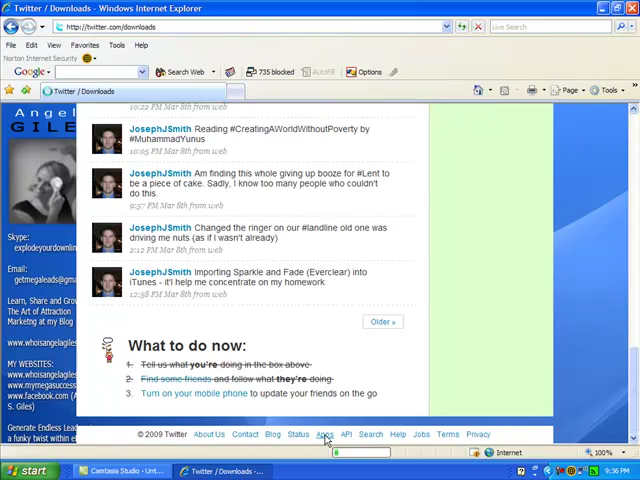 Twitter / Downloads - Windows Internet Explorer
http://twitter.com/downloads
Live Search
File Edit View Favorites Tools Help
Norton Internet Security
Google Search Web 735 blocked AutoFill Options
Twitter / Downloads Page Tools
10:22 PM Mar 8th from web
Angel
GILE
JosephJSmith Reading #CreatingAWorldWithoutPoverty by
#MuhammadYunus
10:05 PM Mar 8th from web
JosephJSmith Am finding this whole giving up booze for #Lent to
be a piece of cake. Sadly, I know too many people who couldn't
do this.
9:57 PM Mar 8th from web
JosephJSmith Changed the ringer on our #landline old one was
driving me nuts (as if I wasn't already)
2:12 PM Mar 8th from web
JosephJSmith Importing Sparkle and Fade (Everclear) into
iTunes - it'l help me concentrate on my homework
12:58 PM Mar 8th from web
Older »
Skype:
explodeyourdownlin
Email:
getmegaleads@gma
Learn, Share and Grow
The Art of Attraction
Marketng at my Blog
www.whoisangelagiles
MY WEBSITES:
www.whoisangelagiles
www.mymegasuccess
www.facebook.com (A
S. Giles)
Generate Endless Lead
a funky twist within el
What to do now:
1. Tell us what you're doing in the box above
2. Find some friends and follow what they're doing
3. Turn on your mobile phone to update your friends on the go
© 2009 Twitter About Us Contact Blog Status Apps API Search Help Jobs Terms Privacy
Internet 100%
start Camtasia Studio - Unt... Twitter / Downloads -... 9:36 PM